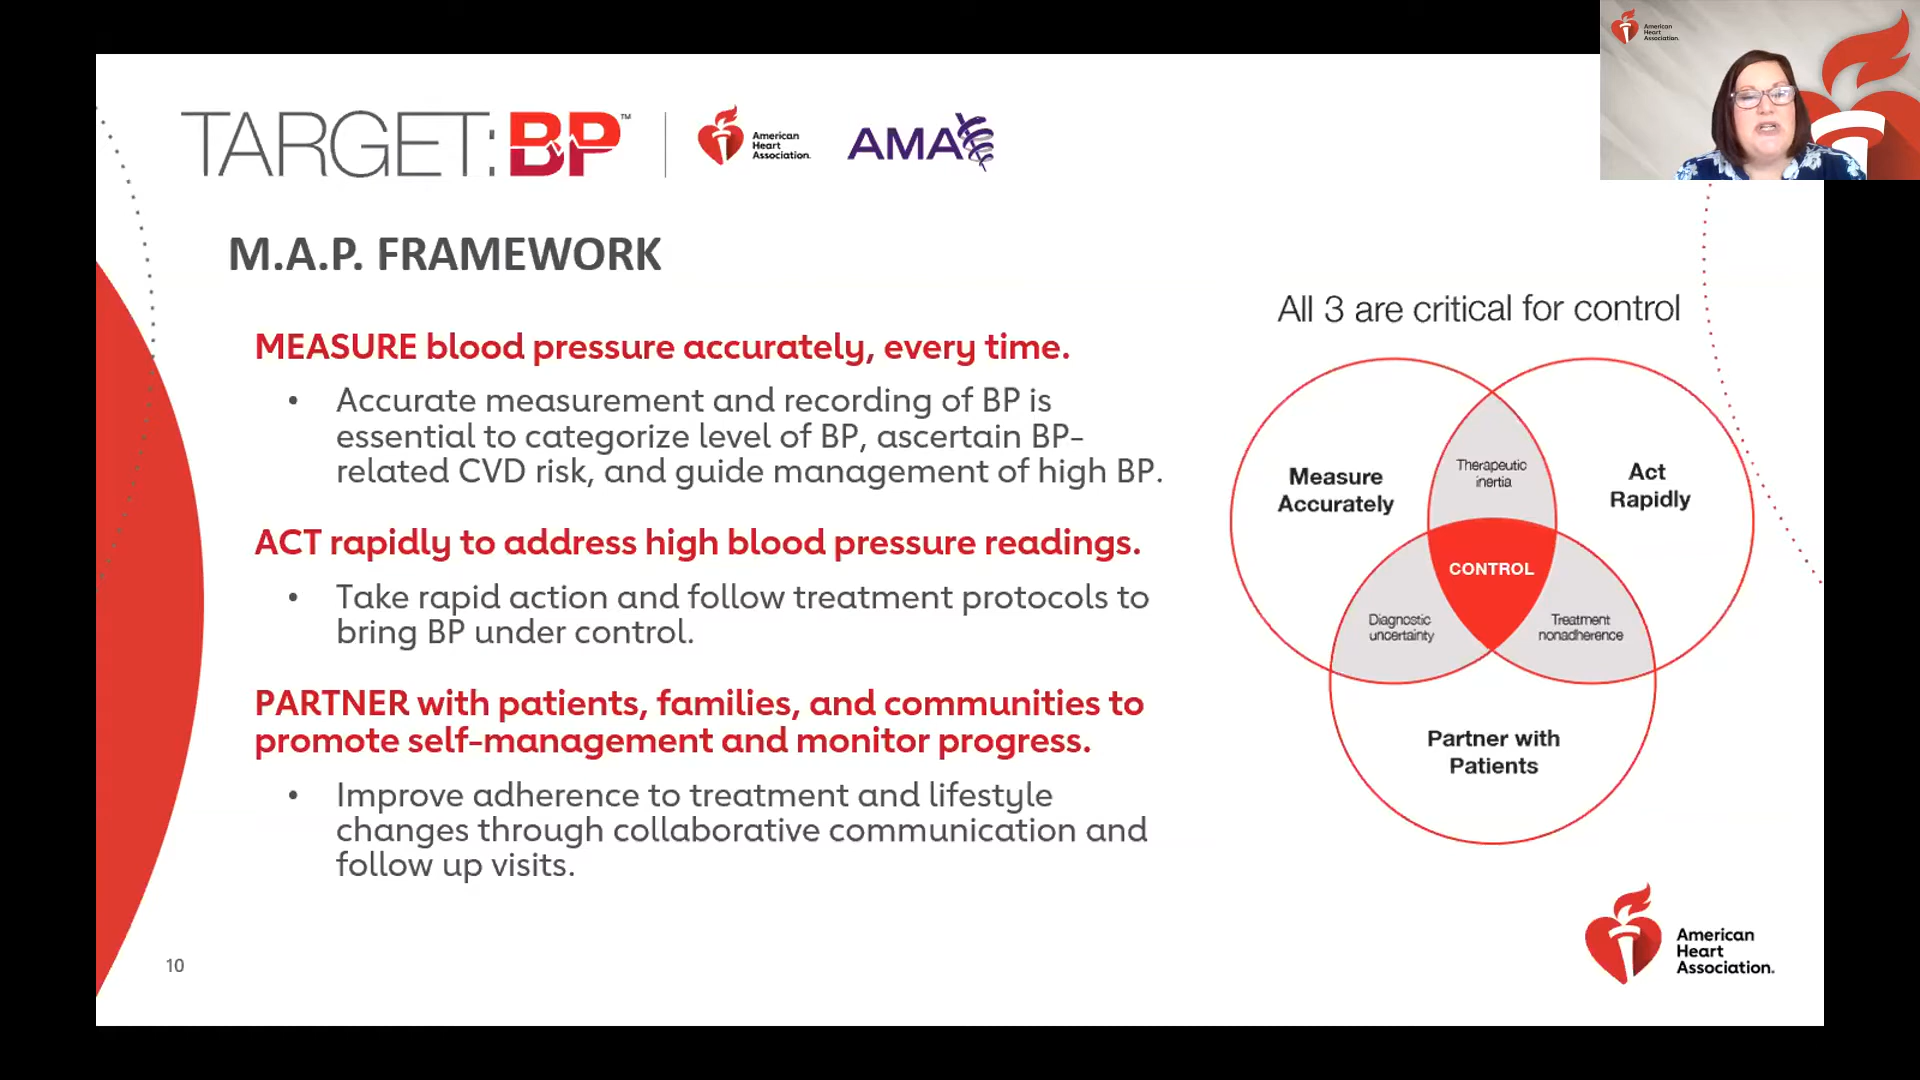 American
Heart
Association.
TARGET:BP™
American
Heart
Association.
AMA
M.A.P. FRAMEWORK
MEASURE blood pressure accurately, every time.
• Accurate measurement and recording of BP is
essential to categorize level of BP, ascertain BP-
related CVD risk, and guide management of high BP.
ACT rapidly to address high blood pressure readings.
• Take rapid action and follow treatment protocols to
bring BP under control.
PARTNER with patients, families, and communities to
promote self-management and monitor progress.
• Improve adherence to treatment and lifestyle
changes through collaborative communication and
follow up visits.
All 3 are critical for control
Measure
Accurately
Therapeutic
inertia
Act
Rapidly
CONTROL
Diagnostic
uncertainty
Treatment
nonadherence
Partner with
Patients
10
American
Heart
Association.